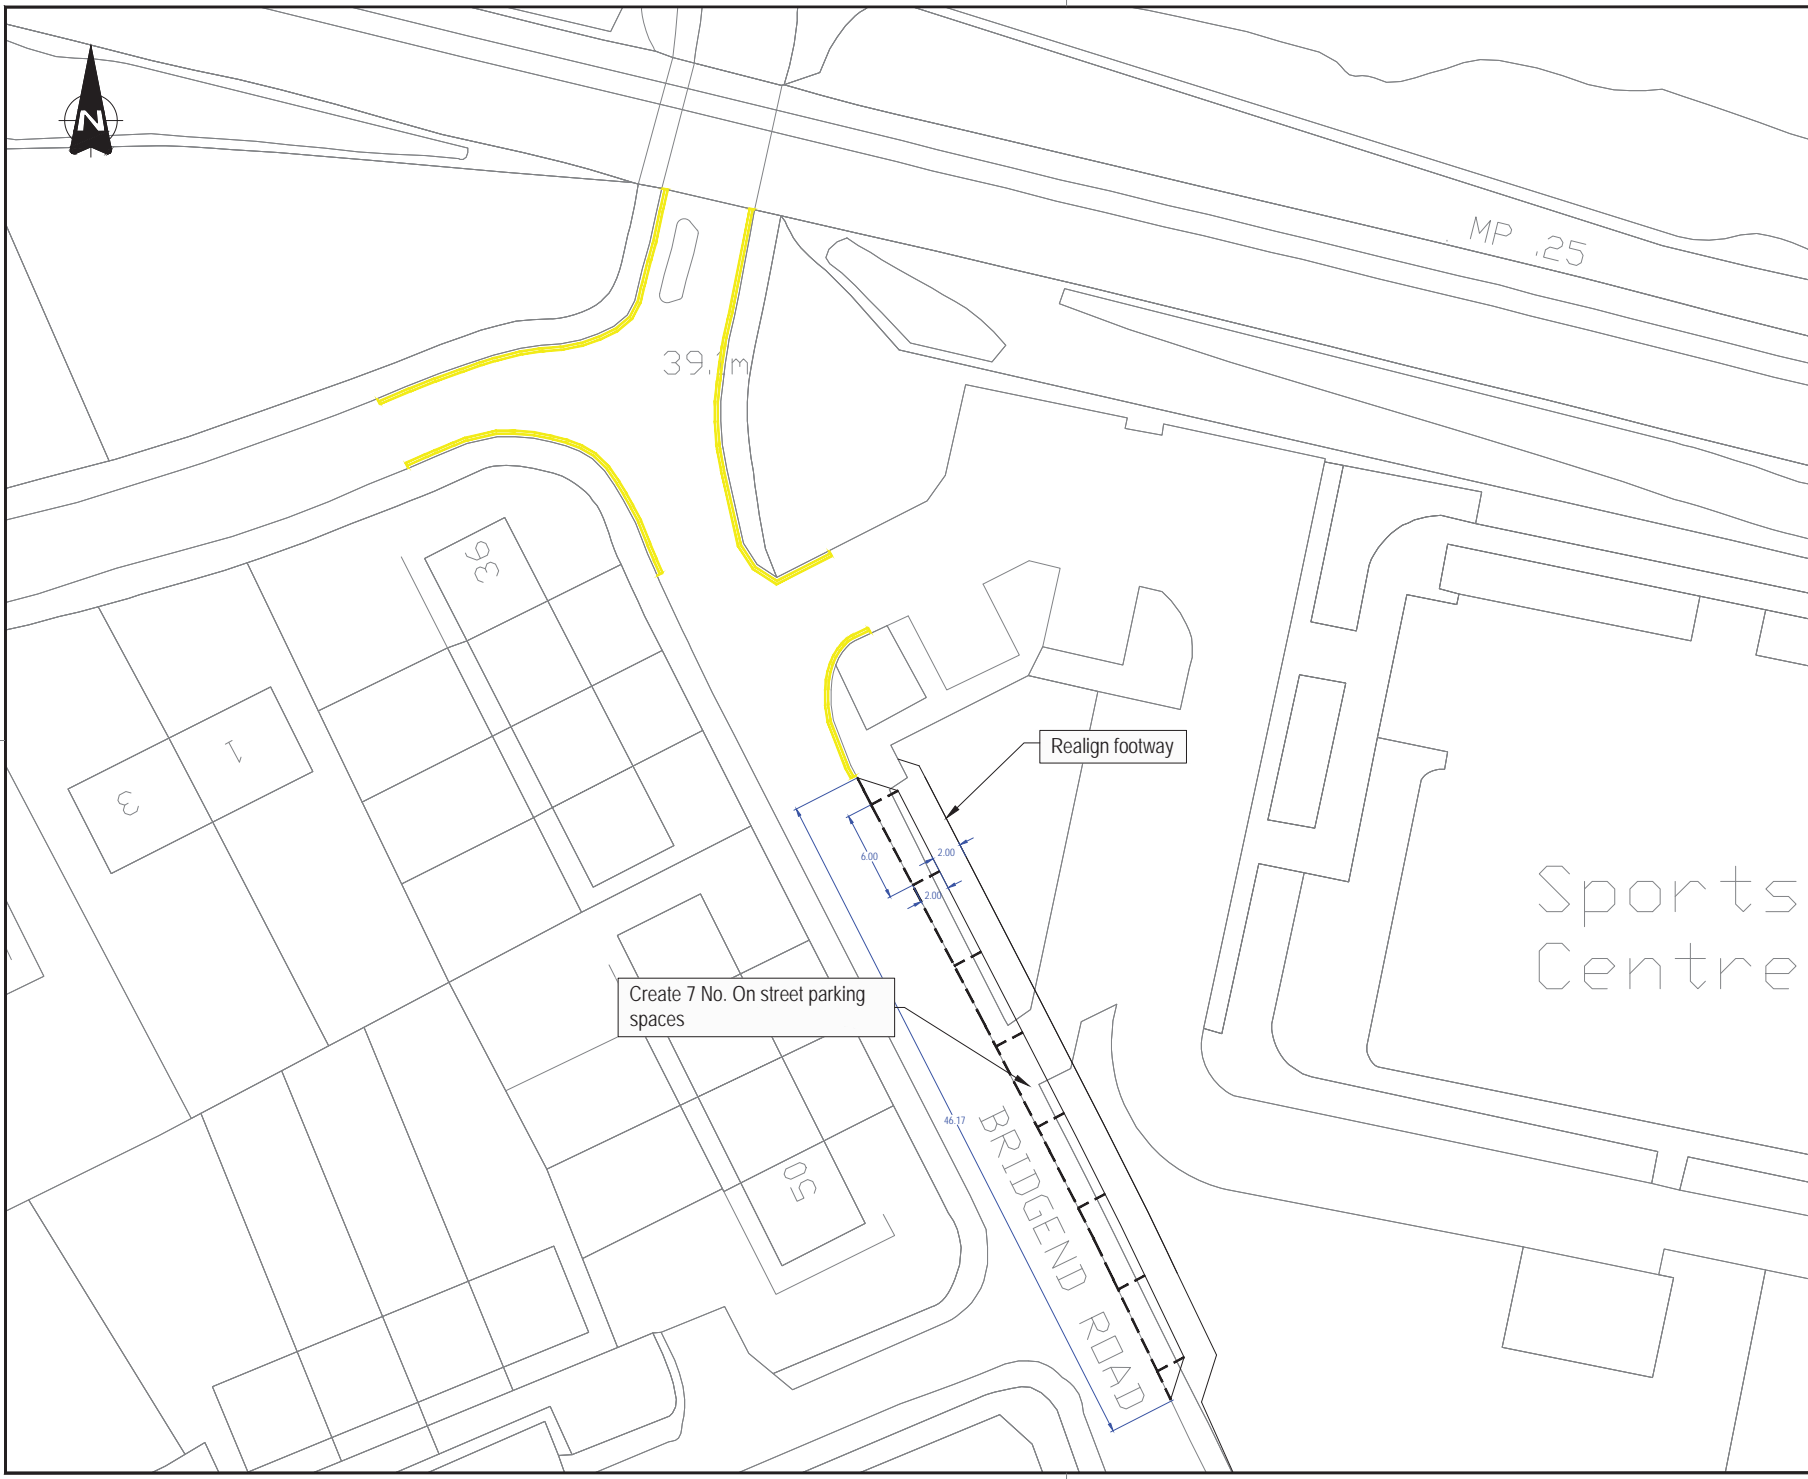 N
MP .25
39.1m
36
Realign footway
1
3
6.00
2.00
2.00
Sports
Centre
Create 7 No. On street parking
spaces
46.17
BRIDGEND ROAD
50